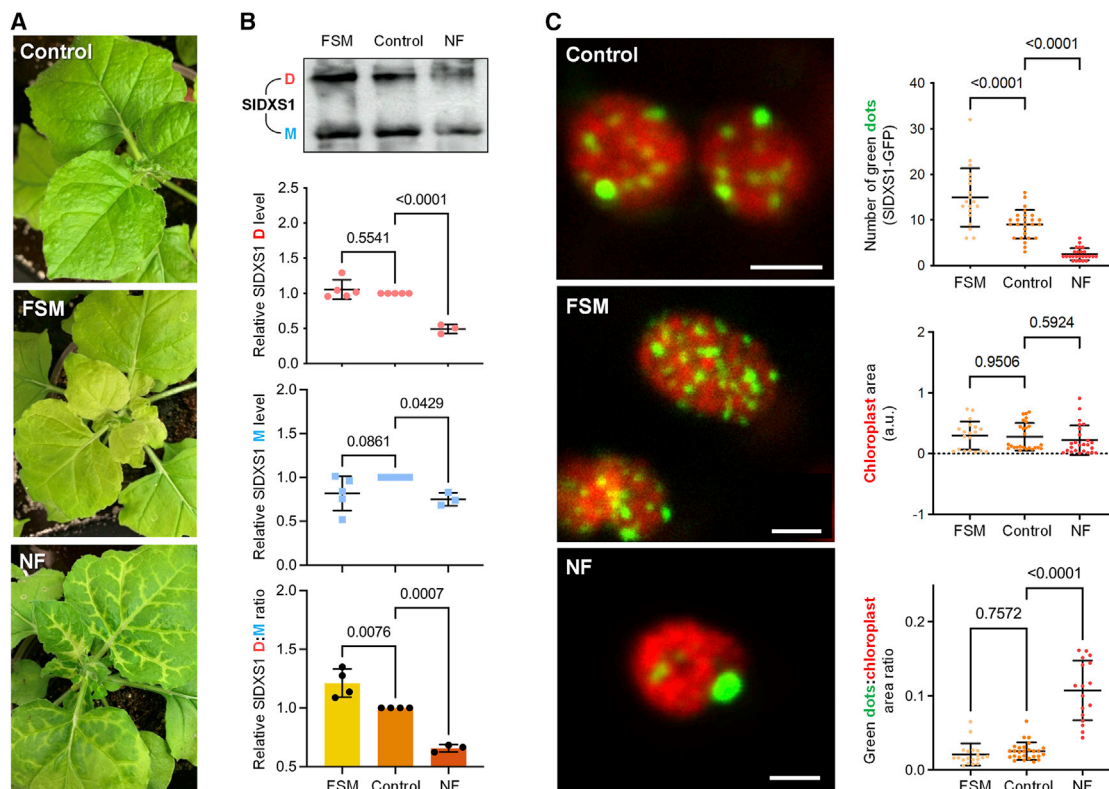 A
Control
FSM
NF
B
FSM Control NF
D
SlDXS1
M
Relative SlDXS1 D level
2.5
2.0
1.5
1.0
0.5
0.0
<0.0001
0.5541
Relative SlDXS1 M level
2.0
1.5
1.0
0.5
0.0
0.0429
0.0861
Relative SlDXS1 D:M ratio
2.0
1.5
1.0
0.5
0.0007
0.0076
FSM Control NF
C
Control
FSM
NF
Number of green dots
(SlDXS1-GFP)
40
30
20
10
0
<0.0001
<0.0001
FSM Control NF
Chloroplast area
(a.u.)
2
1
0
-1
0.5924
0.9506
FSM Control NF
Green dots:chloroplast
area ratio
0.2
0.1
0.0
<0.0001
0.7572
FSM Control NF